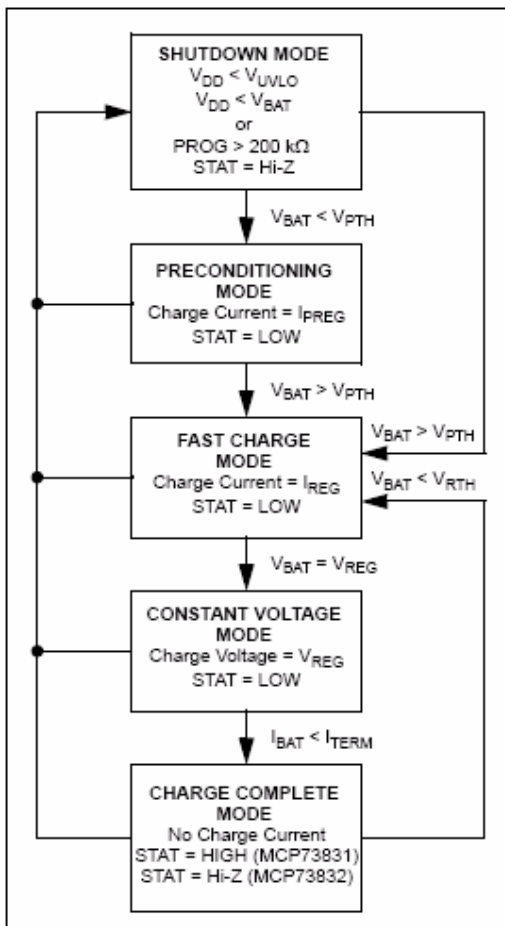 SHUTDOWN MODE
VDD < VUVLO
VDD < VBAT
or
PROG > 200 kΩ
STAT = Hi-Z
VBAT < VPTH
PRECONDITIONING
MODE
Charge Current = IPREG
STAT = LOW
VBAT > VPTH
FAST CHARGE
MODE
Charge Current = IREG
STAT = LOW
VBAT > VPTH
VBAT < VRTH
VBAT = VREG
CONSTANT VOLTAGE
MODE
Charge Voltage = VREG
STAT = LOW
IBAT < ITERM
CHARGE COMPLETE
MODE
No Charge Current
STAT = HIGH (MCP73831)
STAT = Hi-Z (MCP73832)